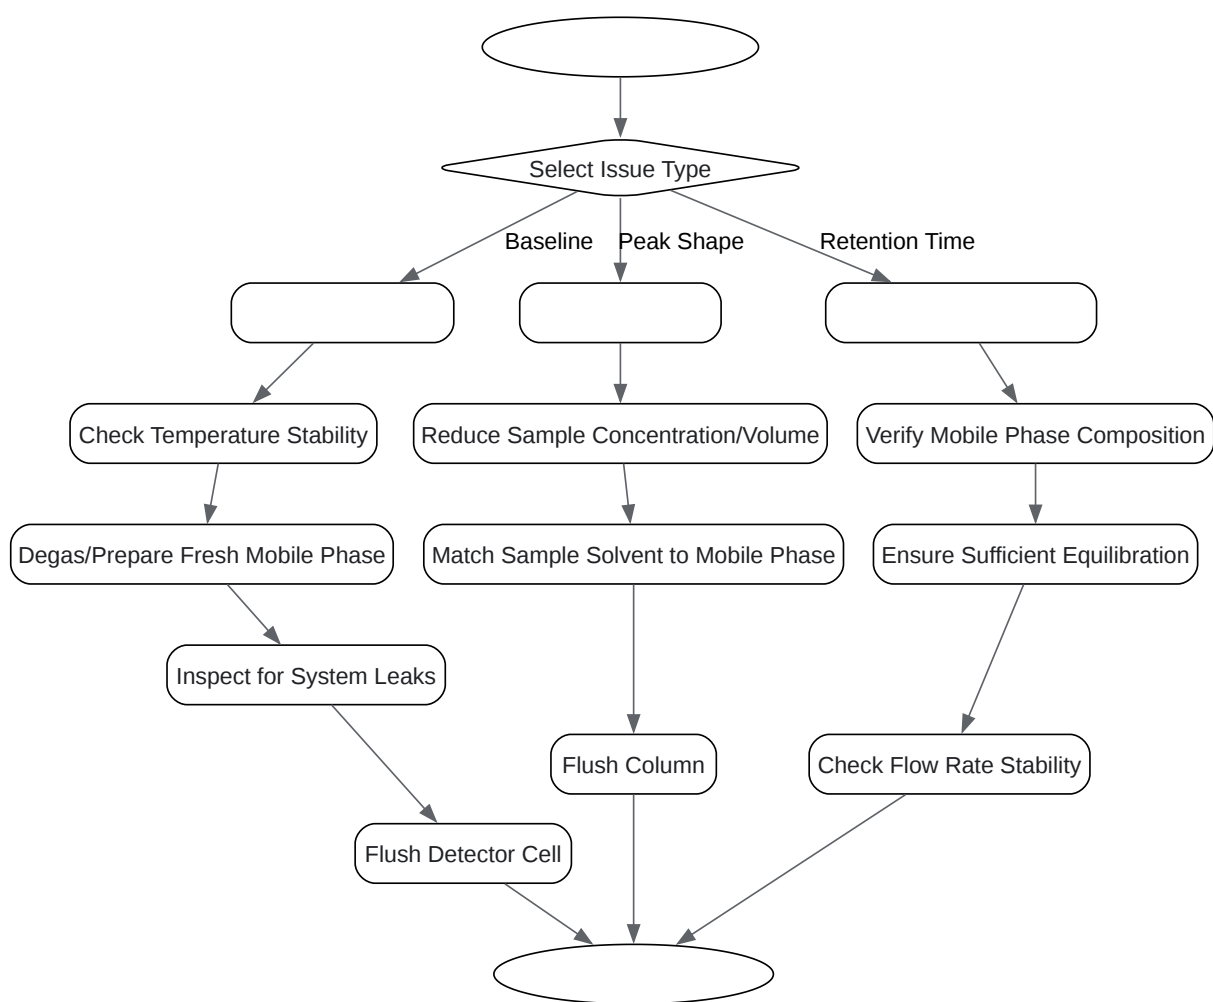 Select Issue Type
Baseline
Peak Shape
Retention Time
Check Temperature Stability
Reduce Sample Concentration/Volume
Verify Mobile Phase Composition
Degas/Prepare Fresh Mobile Phase
Match Sample Solvent to Mobile Phase
Ensure Sufficient Equilibration
Inspect for System Leaks
Flush Column
Check Flow Rate Stability
Flush Detector Cell